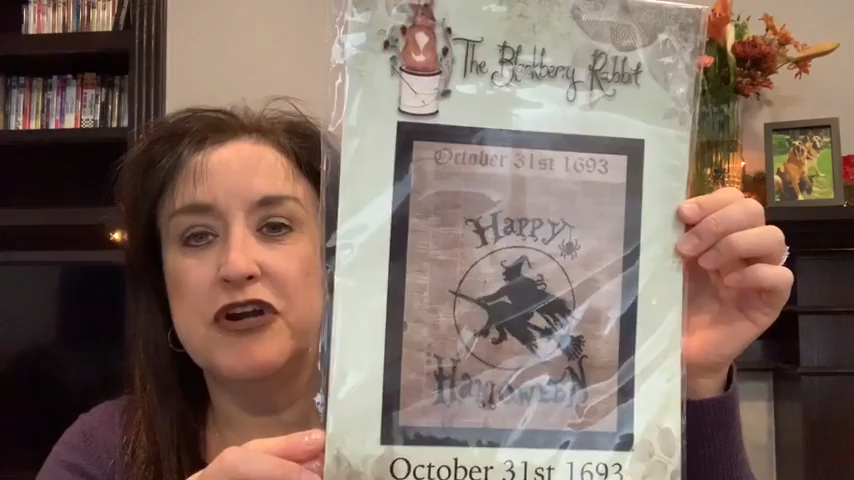 The Blackberry Rabbit
October 31st 1693
Happy
Halloween
October 31st 1693